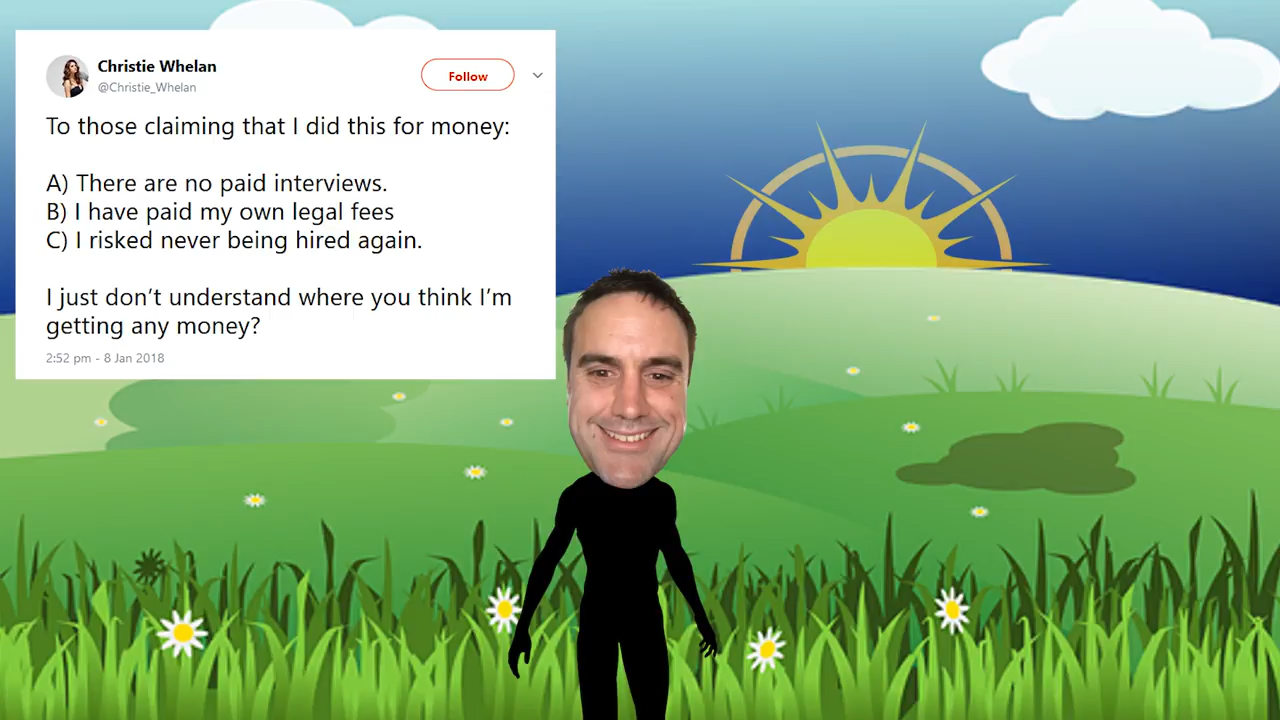 Christie Whelan
@Christie_Whelan
Follow
To those claiming that I did this for money:
A) There are no paid interviews.
B) I have paid my own legal fees
C) I risked never being hired again.
I just don’t understand where you think I’m
getting any money?
2:52 pm - 8 Jan 2018